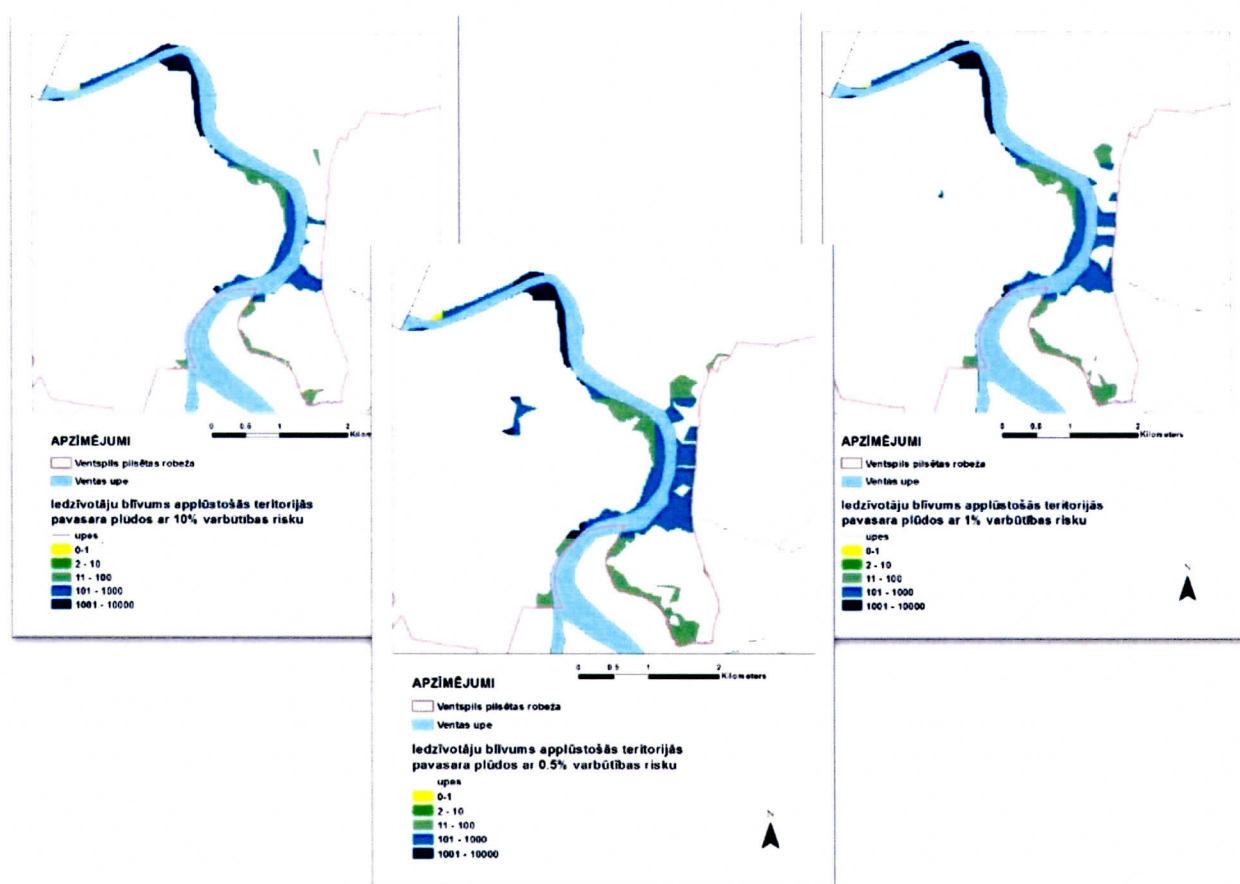 0 0.5 1 2
Kilometers
APZĪMĒJUMI
Ventspils pilsētas robeža
Ventas upe
Iedzīvotāju blīvums applūstošās teritorijās
pavasara plūdos ar 10% varbūtības risku
upes
0-1
2 - 10
11 - 100
101 - 1000
1001 - 10000
0 0.5 1 2
Kilometers
APZĪMĒJUMI
Ventspils pilsētas robeža
Ventas upe
Iedzīvotāju blīvums applūstošās teritorijās
pavasara plūdos ar 0.5% varbūtības risku
upes
0-1
2 - 10
11 - 100
101 - 1000
1001 - 10000
N
0 0.5 1 2
Kilometers
APZĪMĒJUMI
Ventspils pilsētas robeža
Ventas upe
Iedzīvotāju blīvums applūstošās teritorijās
pavasara plūdos ar 1% varbūtības risku
upes
0-1
2 - 10
11 - 100
101 - 1000
1001 - 10000
N